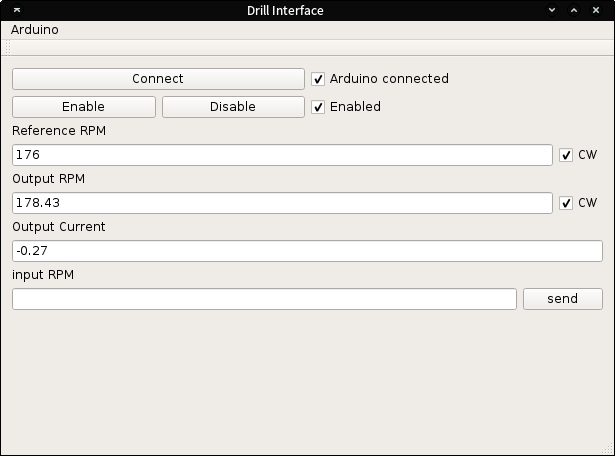 Drill Interface
Arduino
Connect Arduino connected
Enable Disable Enabled
Reference RPM
176 CW
Output RPM
178.43 CW
Output Current
-0.27
input RPM
send